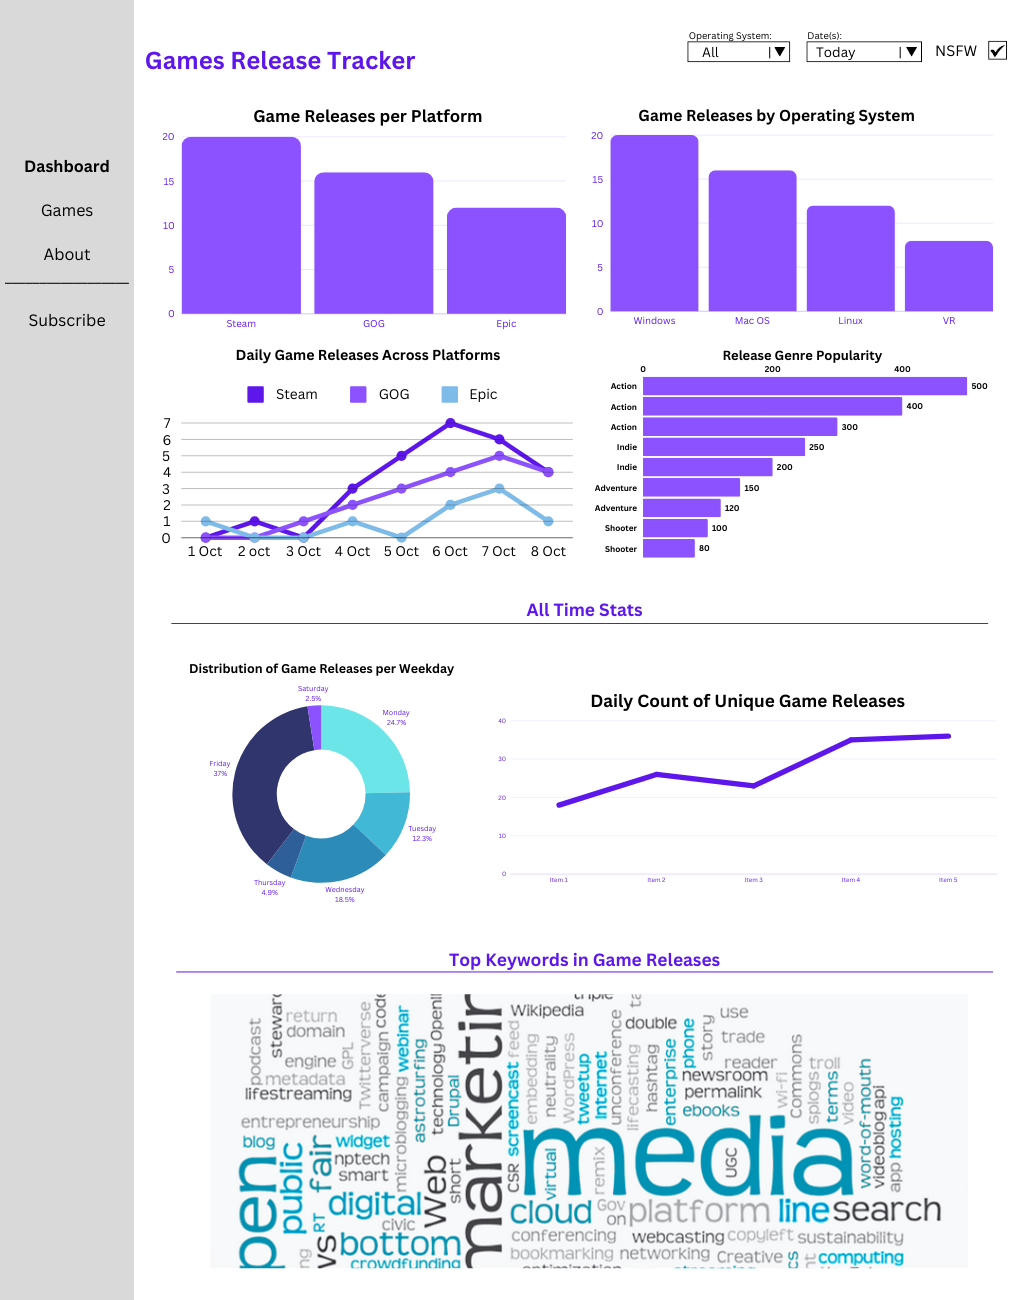 Games Release Tracker
Operating System:
All
Date(s):
Today
NSFW
Dashboard
Games
About
Subscribe
Game Releases per Platform
20
15
10
5
0
Steam GOG Epic
Game Releases by Operating System
20
15
10
5
0
Windows Mac OS Linux VR
Daily Game Releases Across Platforms
Steam GOG Epic
7
6
5
4
3
2
1
0
1 Oct 2 oct 3 Oct 4 Oct 5 Oct 6 Oct 7 Oct 8 Oct
Release Genre Popularity
0 200 400
Action 500
Action 400
Action 300
Indie 250
Indie 200
Adventure 150
Adventure 120
Shooter 100
Shooter 80
All Time Stats
Distribution of Game Releases per Weekday
Saturday
2.5%
Monday
24.7%
Friday
37%
Tuesday
12.3%
Thursday
4.9%
Wednesday
18.5%
Daily Count of Unique Game Releases
40
30
20
10
0
Item 1 Item 2 Item 3 Item 4 Item 5
Top Keywords in Game Releases
podcast
return
domain
engine
GPL
metadata
lifestreaming
Twitterverse
campaign
code
webinar
entrepreneurship
blog
widget
public
fair
nptech
smart
microblogging
astroturfing
technology
Drupal
digital
civic
RT
vs
bottom
crowdfunding
Web
short
Wikipedia
feed
screencast
embedding
neutrality
WordPress
tweetup
Internet
unconference
lifecasting
double
hashtag
enterprise
phone
story
use
trade
reader
newsroom
permalink
ebooks
wi-fi
Commons
troll
splogs
terms
video
word-of-mouth
videoblog
api
app
hosting
media
UGC
CSR
virtual
remix
cloud
Gov
on
platform
line
search
conferencing
webcasting
copyleft
sustainability
bookmarking
networking
Creative
computing